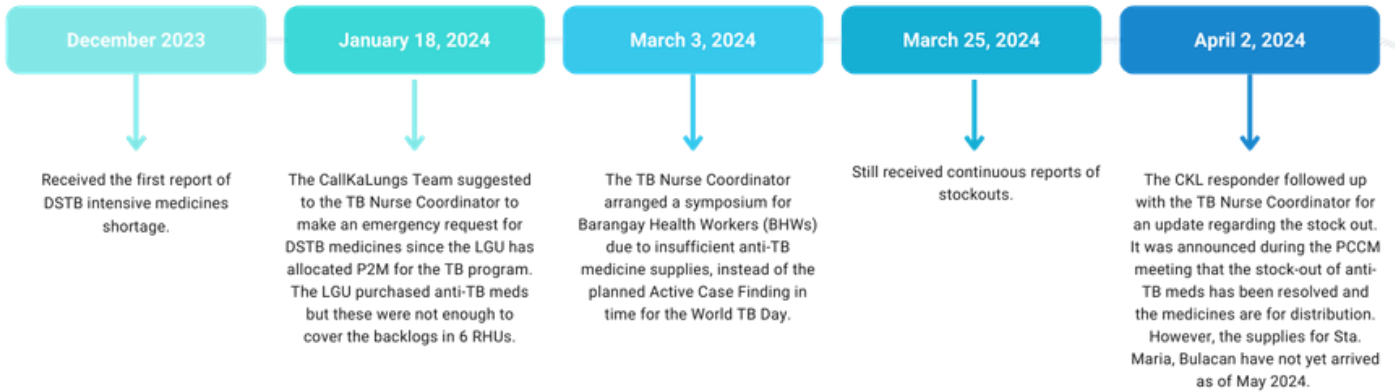 December 2023
January 18, 2024
March 3, 2024
March 25, 2024
April 2, 2024
Received the first report of
DSTB intensive medicines
shortage.
The CallKaLungs Team suggested
to the TB Nurse Coordinator to
make an emergency request for
DSTB medicines since the LGU has
allocated P2M for the TB program.
The LGU purchased anti-TB meds
but these were not enough to
cover the backlogs in 6 RHUs.
The TB Nurse Coordinator
arranged a symposium for
Barangay Health Workers (BHWs)
due to insufficient anti-TB
medicine supplies, instead of the
planned Active Case Finding in
time for the World TB Day.
Still received continuous reports of
stockouts.
The CKL responder followed up
with the TB Nurse Coordinator for
an update regarding the stock out.
It was announced during the PCCM
meeting that the stock-out of anti-
TB meds has been resolved and
the medicines are for distribution.
However, the supplies for Sta.
Maria, Bulacan have not yet arrived
as of May 2024.